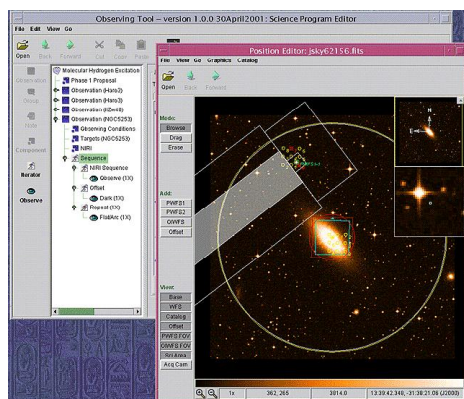 Observing Tool – version 1.0.0 30April2001: Science Program Editor
File Edit View Go
Open Back Forward Cut Copy Paste
Observation
Group
Note
Component
Iterator
Observe
Molecular Hydrogen Excitation
Phase 1 Proposal
Observation (Haro2)
Observation (Haro3)
Observation (NGC5253)
Observing Conditions
Targets (NGC5253)
NIRI
Sequence
NIRI Sequence
Observe (1X)
Offset
Dark (1X)
Repeat (1X)
FlatArc (1X)
Position Editor: jsky62156.fits
File View Go Graphics Catalog
Open Back Forward
Mode:
Browse
Drag
Erase
Add:
PWFS1
PWFS2
OIWFS
Offset
View:
Base
WFS
Catalog
Offset
PWFS FOV
OIWFS FOV
Sci Area
Acq Cam
N
E
1x 362, 265 3014.0 13:39:42.348, -31:38:21.06 (J2000)